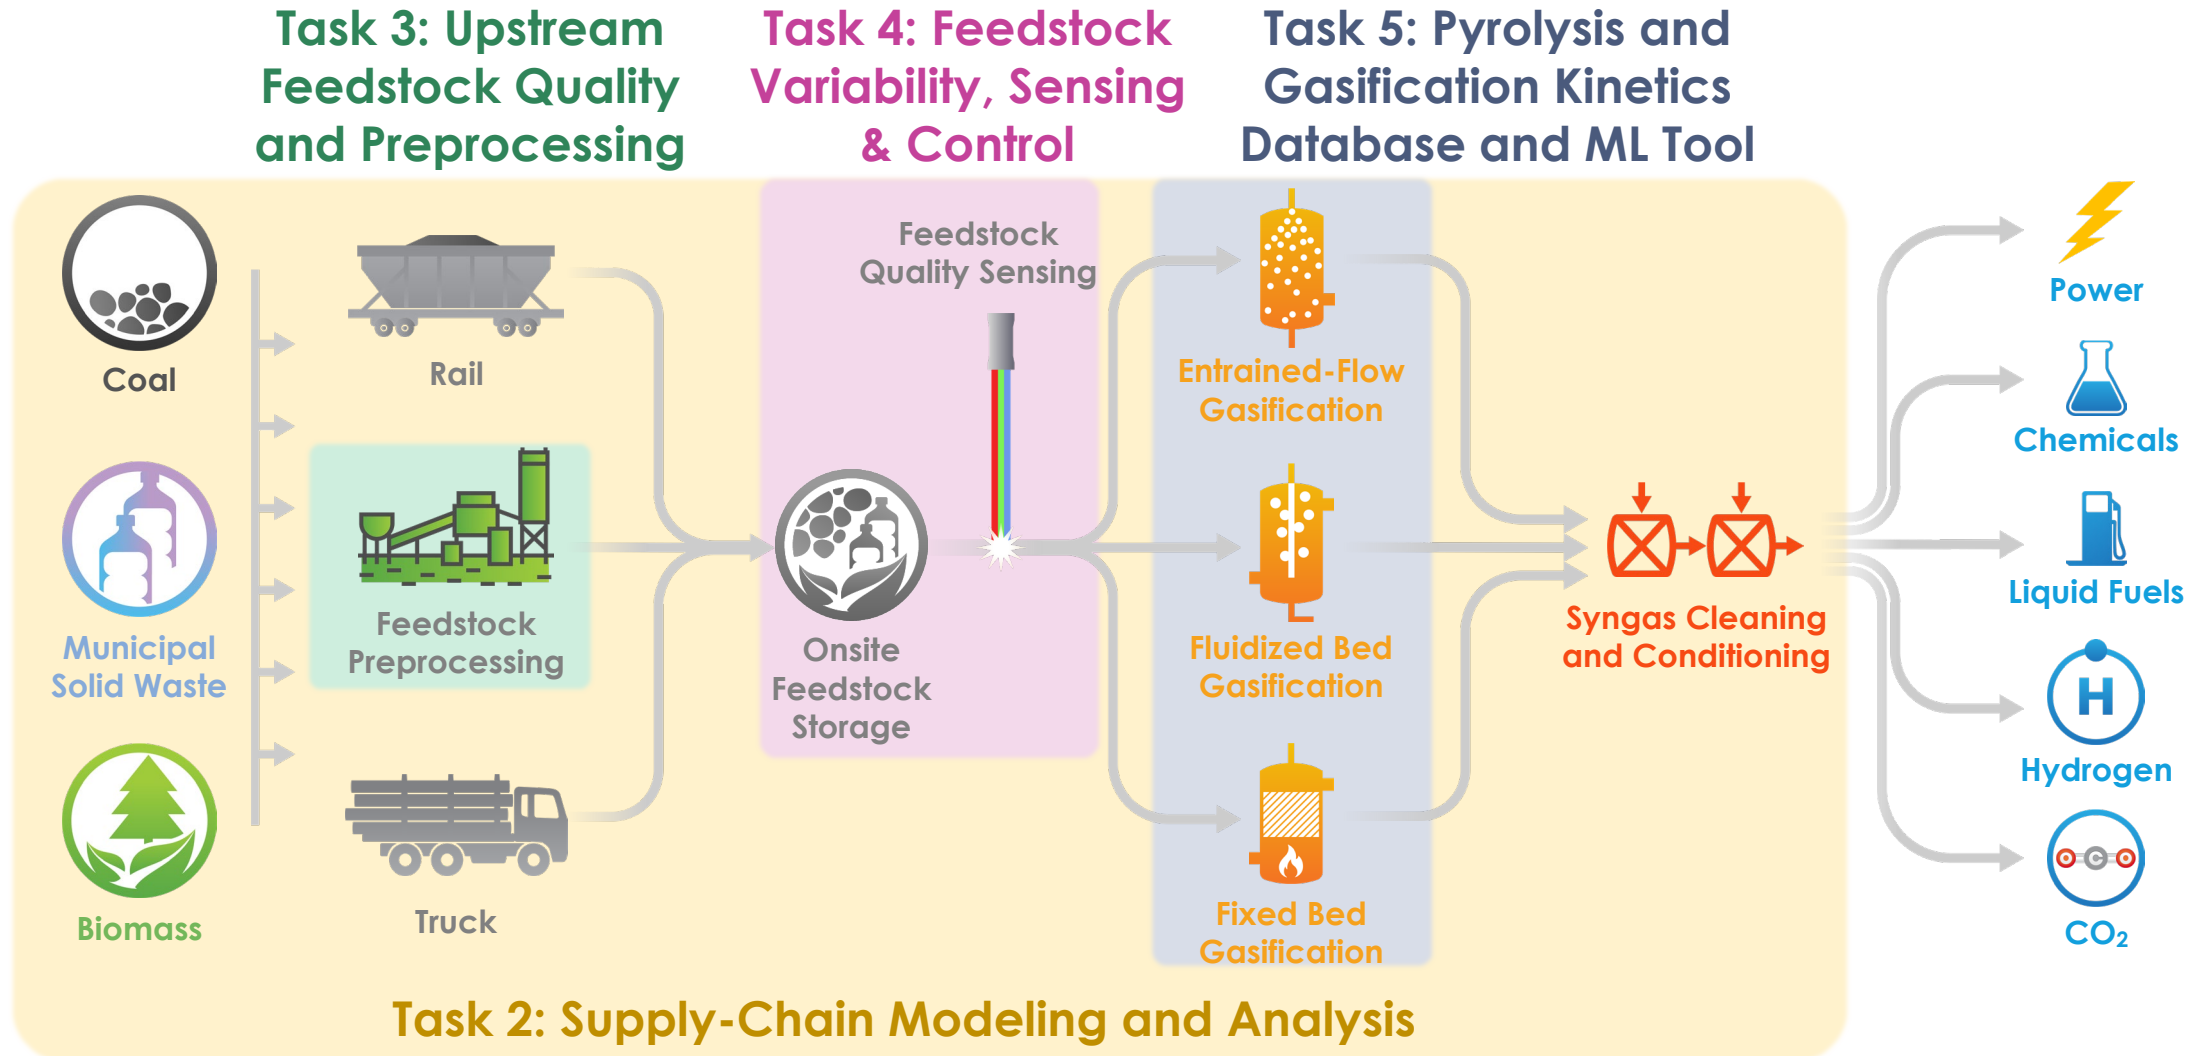 Task 3: Upstream
Feedstock Quality
and Preprocessing
Task 4: Feedstock
Variability, Sensing
& Control
Task 5: Pyrolysis and
Gasification Kinetics
Database and ML Tool
Coal
Municipal
Solid Waste
Biomass
Rail
Feedstock
Preprocessing
Truck
Feedstock
Quality Sensing
Onsite
Feedstock
Storage
Entrained-Flow
Gasification
Fluidized Bed
Gasification
Fixed Bed
Gasification
Syngas Cleaning
and Conditioning
Power
Chemicals
Liquid Fuels
H
Hydrogen
O C O
CO₂
Task 2: Supply-Chain Modeling and Analysis